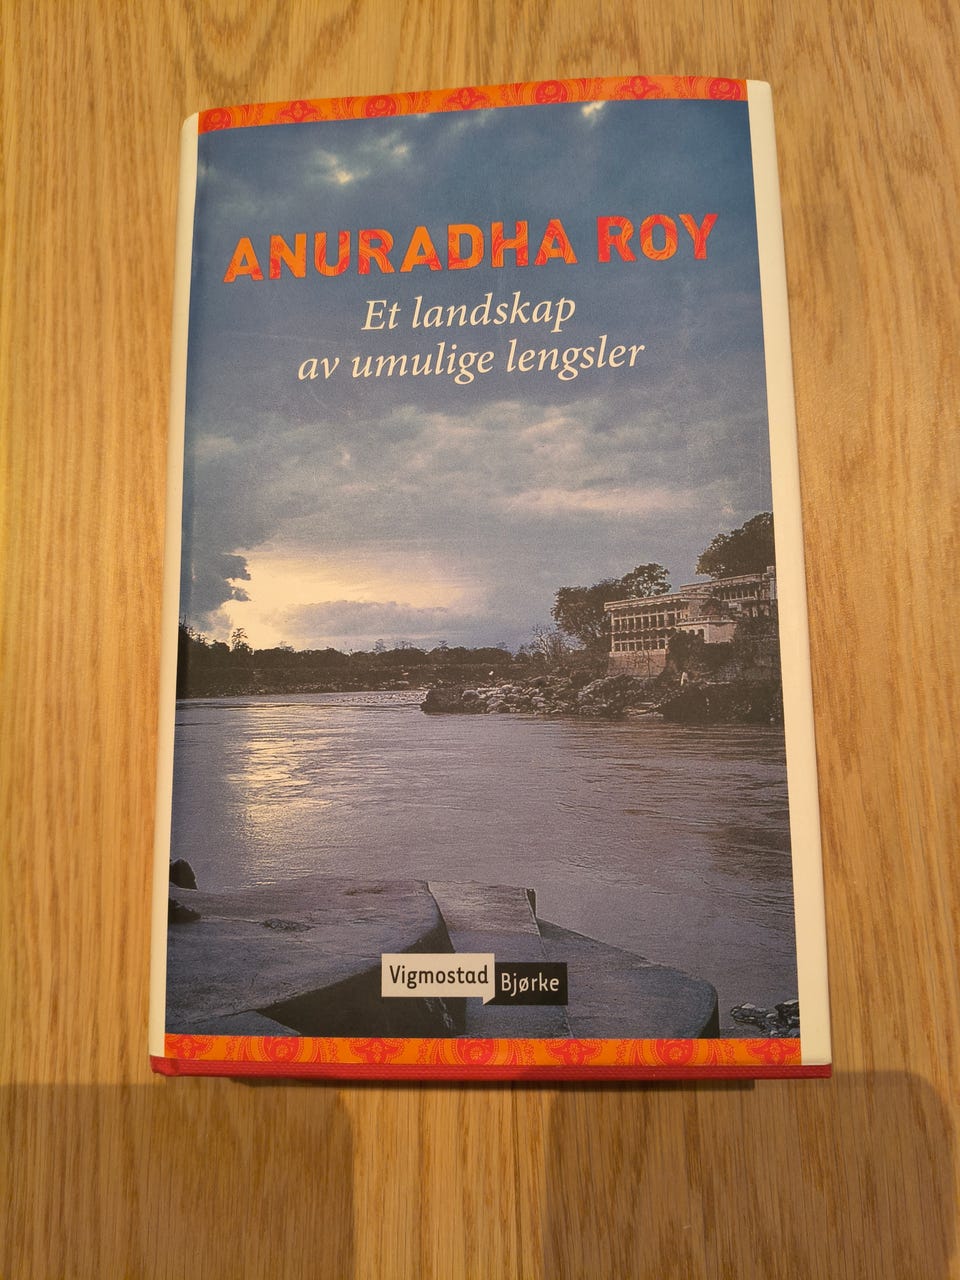 ANURADHA ROY
Et landskap
av umulige lengsler
Vigmostad
Bjørke